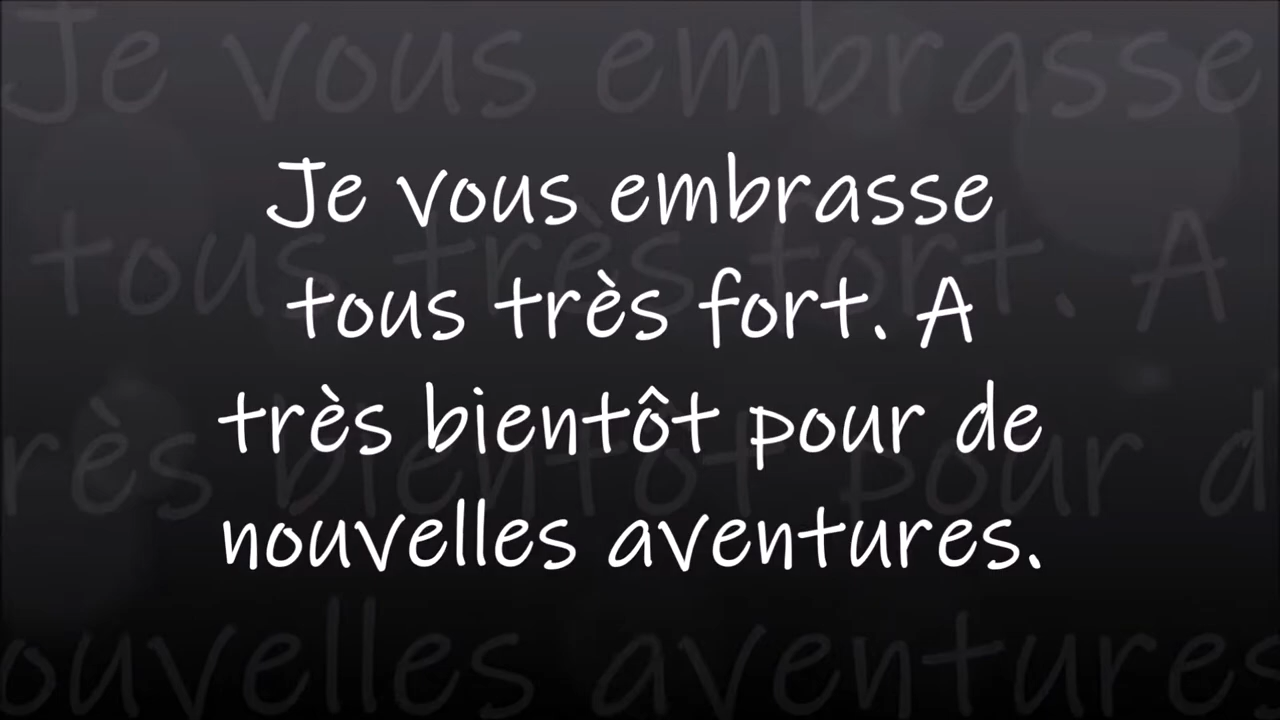 Je vous embrasse
tous très fort. A
très bientôt pour de
nouvelles aventures.